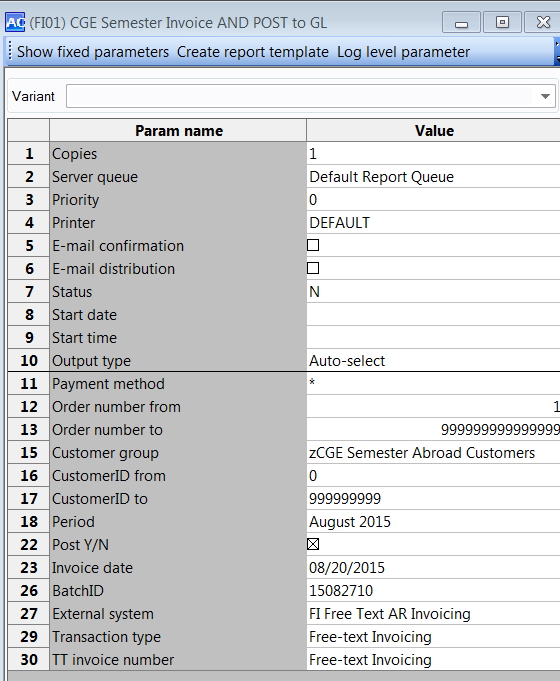 AC (FI01) CGE Semester Invoice AND POST to GL
Show fixed parameters Create report template Log level parameter
Variant
Param name Value
1 Copies 1
2 Server queue Default Report Queue
3 Priority 0
4 Printer DEFAULT
5 E-mail confirmation
6 E-mail distribution
7 Status N
8 Start date
9 Start time
10 Output type Auto-select
11 Payment method *
12 Order number from 1
13 Order number to 999999999999999
15 Customer group zCGE Semester Abroad Customers
16 CustomerID from 0
17 CustomerID to 999999999
18 Period August 2015
22 Post Y/N
23 Invoice date 08/20/2015
26 BatchID 15082710
27 External system FI Free Text AR Invoicing
29 Transaction type Free-text Invoicing
30 TT invoice number Free-text Invoicing